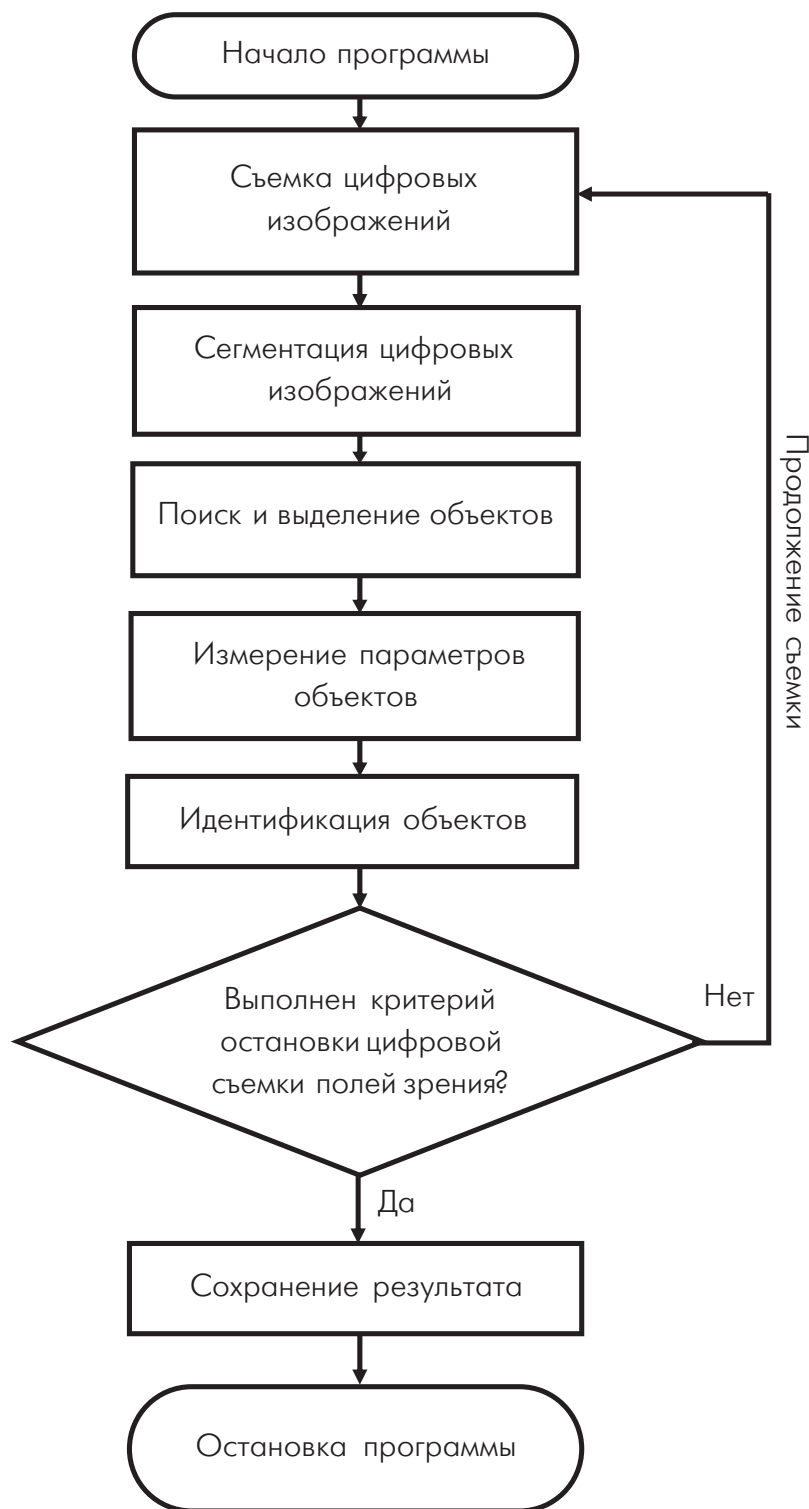 Начало программы
Съемка цифровых
изображений
Сегментация цифровых
изображений
Поиск и выделение объектов
Измерение параметров
объектов
Идентификация объектов
Выполнен критерий
остановки цифровой
съемки полей зрения?
Нет
Продолжение съемки
Да
Сохранение результата
Остановка программы